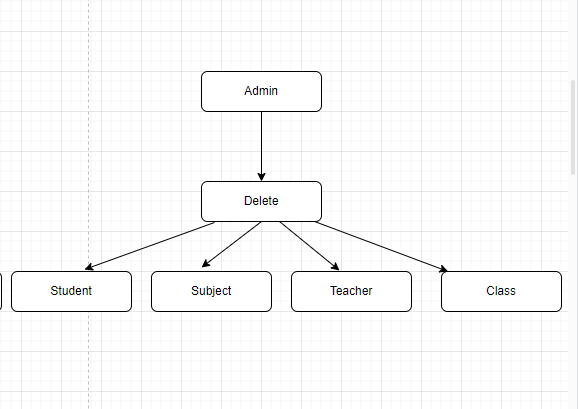 Admin
Delete
Student
Subject
Teacher
Class